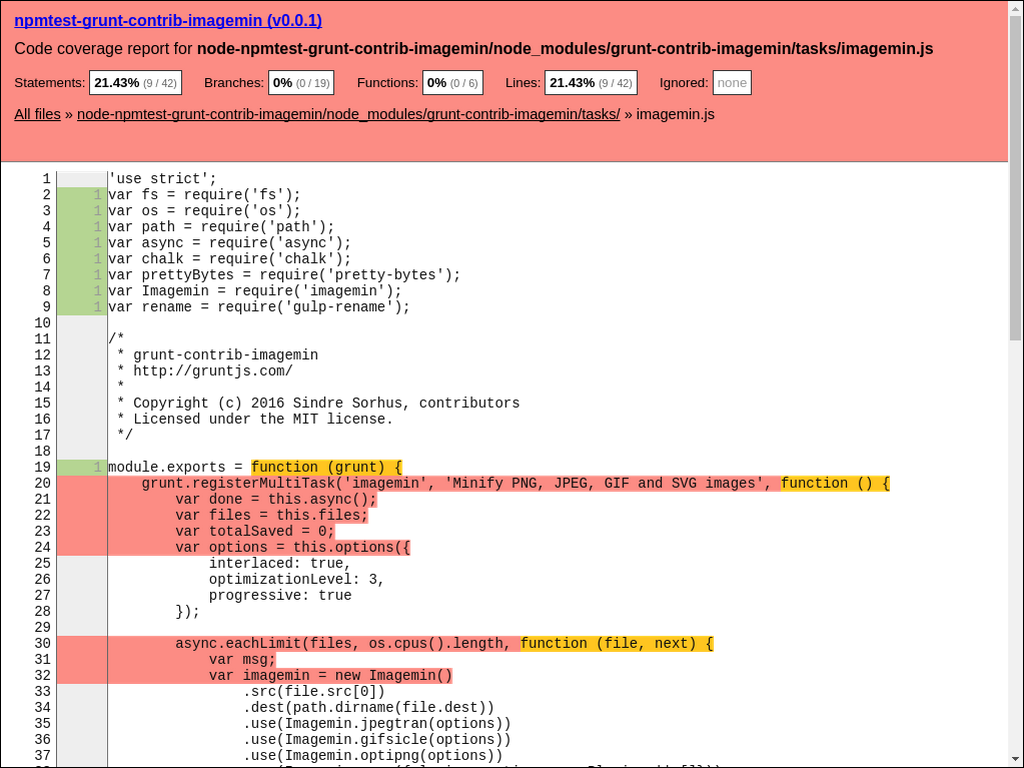 npmtest-grunt-contrib-imagemin (v0.0.1)
Code coverage report for node-npmtest-grunt-contrib-imagemin/node_modules/grunt-contrib-imagemin/tasks/imagemin.js
Statements: 21.43% (9 / 42) Branches: 0% (0 / 19) Functions: 0% (0 / 6) Lines: 21.43% (9 / 42) Ignored: none
All files » node-npmtest-grunt-contrib-imagemin/node_modules/grunt-contrib-imagemin/tasks/ » imagemin.js
1 'use strict';
2 1 var fs = require('fs');
3 1 var os = require('os');
4 1 var path = require('path');
5 1 var async = require('async');
6 1 var chalk = require('chalk');
7 1 var prettyBytes = require('pretty-bytes');
8 1 var Imagemin = require('imagemin');
9 1 var rename = require('gulp-rename');
10
11 /*
12 * grunt-contrib-imagemin
13 * http://gruntjs.com/
14 *
15 * Copyright (c) 2016 Sindre Sorhus, contributors
16 * Licensed under the MIT license.
17 */
18
19 1 module.exports = function (grunt) {
20 grunt.registerMultiTask('imagemin', 'Minify PNG, JPEG, GIF and SVG images', function () {
21 var done = this.async();
22 var files = this.files;
23 var totalSaved = 0;
24 var options = this.options({
25 interlaced: true,
26 optimizationLevel: 3,
27 progressive: true
28 });
29
30 async.eachLimit(files, os.cpus().length, function (file, next) {
31 var msg;
32 var imagemin = new Imagemin()
33 .src(file.src[0])
34 .dest(path.dirname(file.dest))
35 .use(Imagemin.jpegtran(options))
36 .use(Imagemin.gifsicle(options))
37 .use(Imagemin.optipng(options))